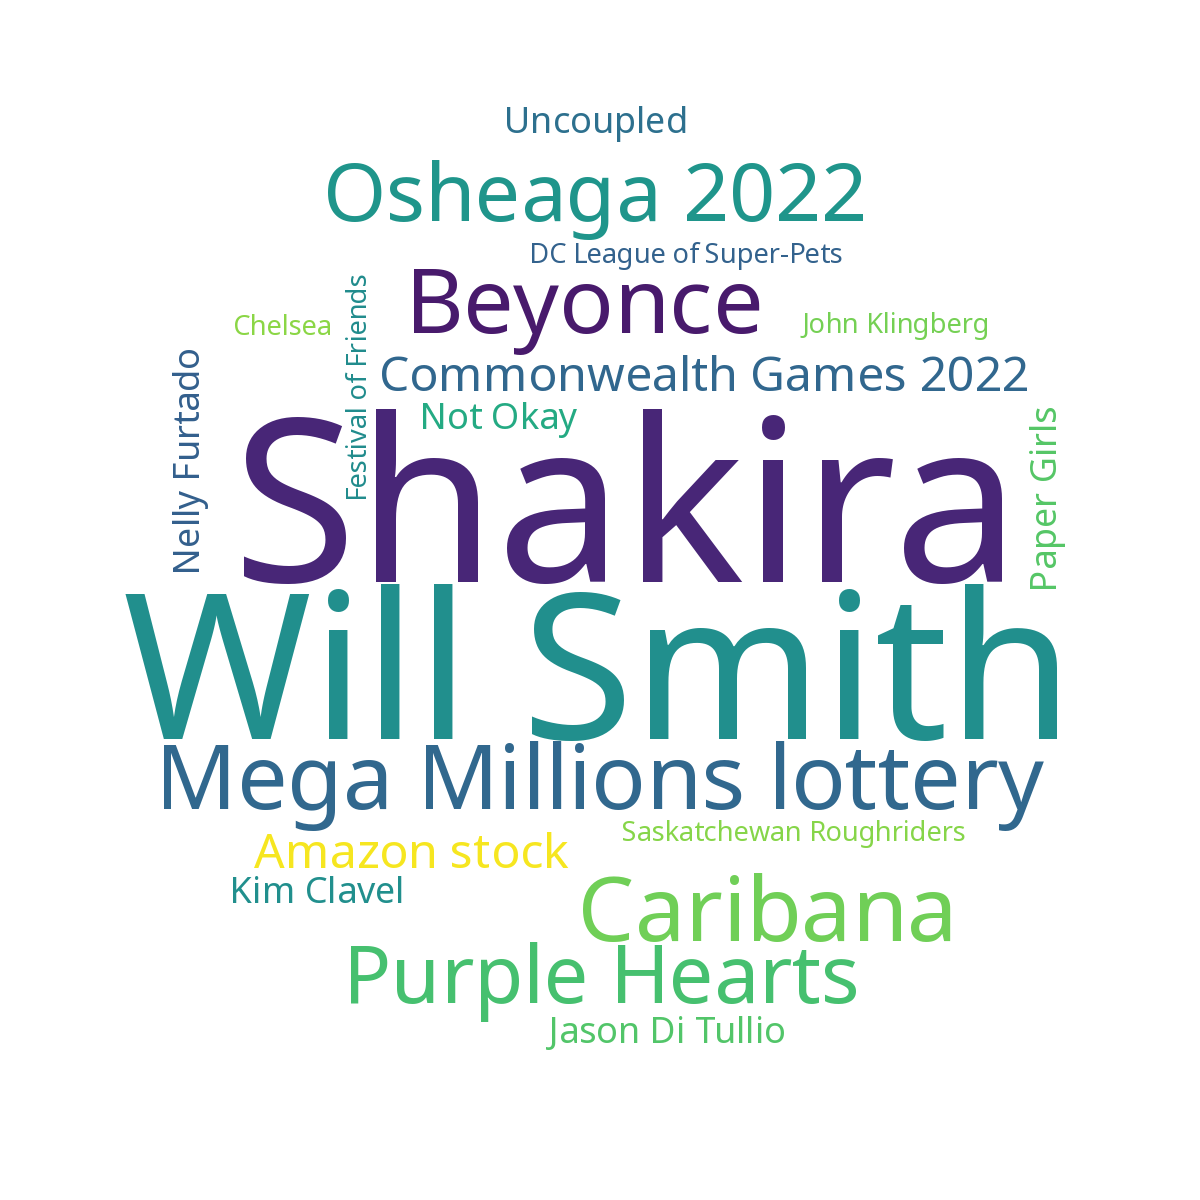 Uncoupled
Osheaga 2022
DC League of Super-Pets
Beyonce
Chelsea
John Klingberg
Festival of Friends
Nelly Furtado
Commonwealth Games 2022
Not Okay
Paper Girls
Shakira
Will Smith
Mega Millions lottery
Saskatchewan Roughriders
Amazon stock
Kim Clavel
Caribana
Purple Hearts
Jason Di Tullio